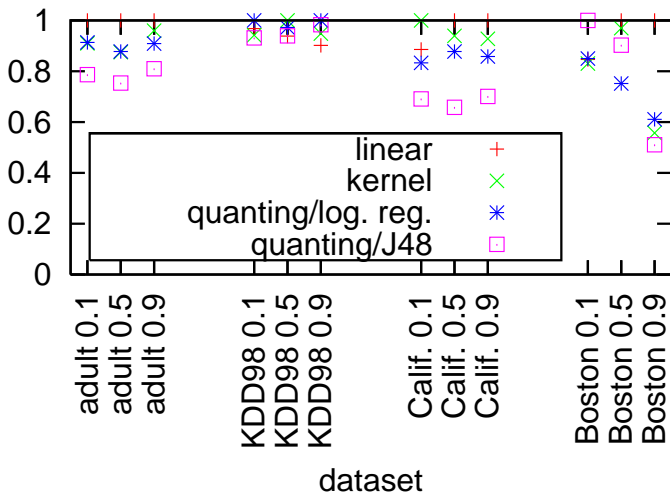 1
0.8
0.6
0.4
0.2
0
linear
kernel
quanting/log. reg.
quanting/J48
adult 0.1
adult 0.5
adult 0.9
KDD98 0.1
KDD98 0.5
KDD98 0.9
Calif. 0.1
Calif. 0.5
Calif. 0.9
Boston 0.1
Boston 0.5
Boston 0.9
dataset